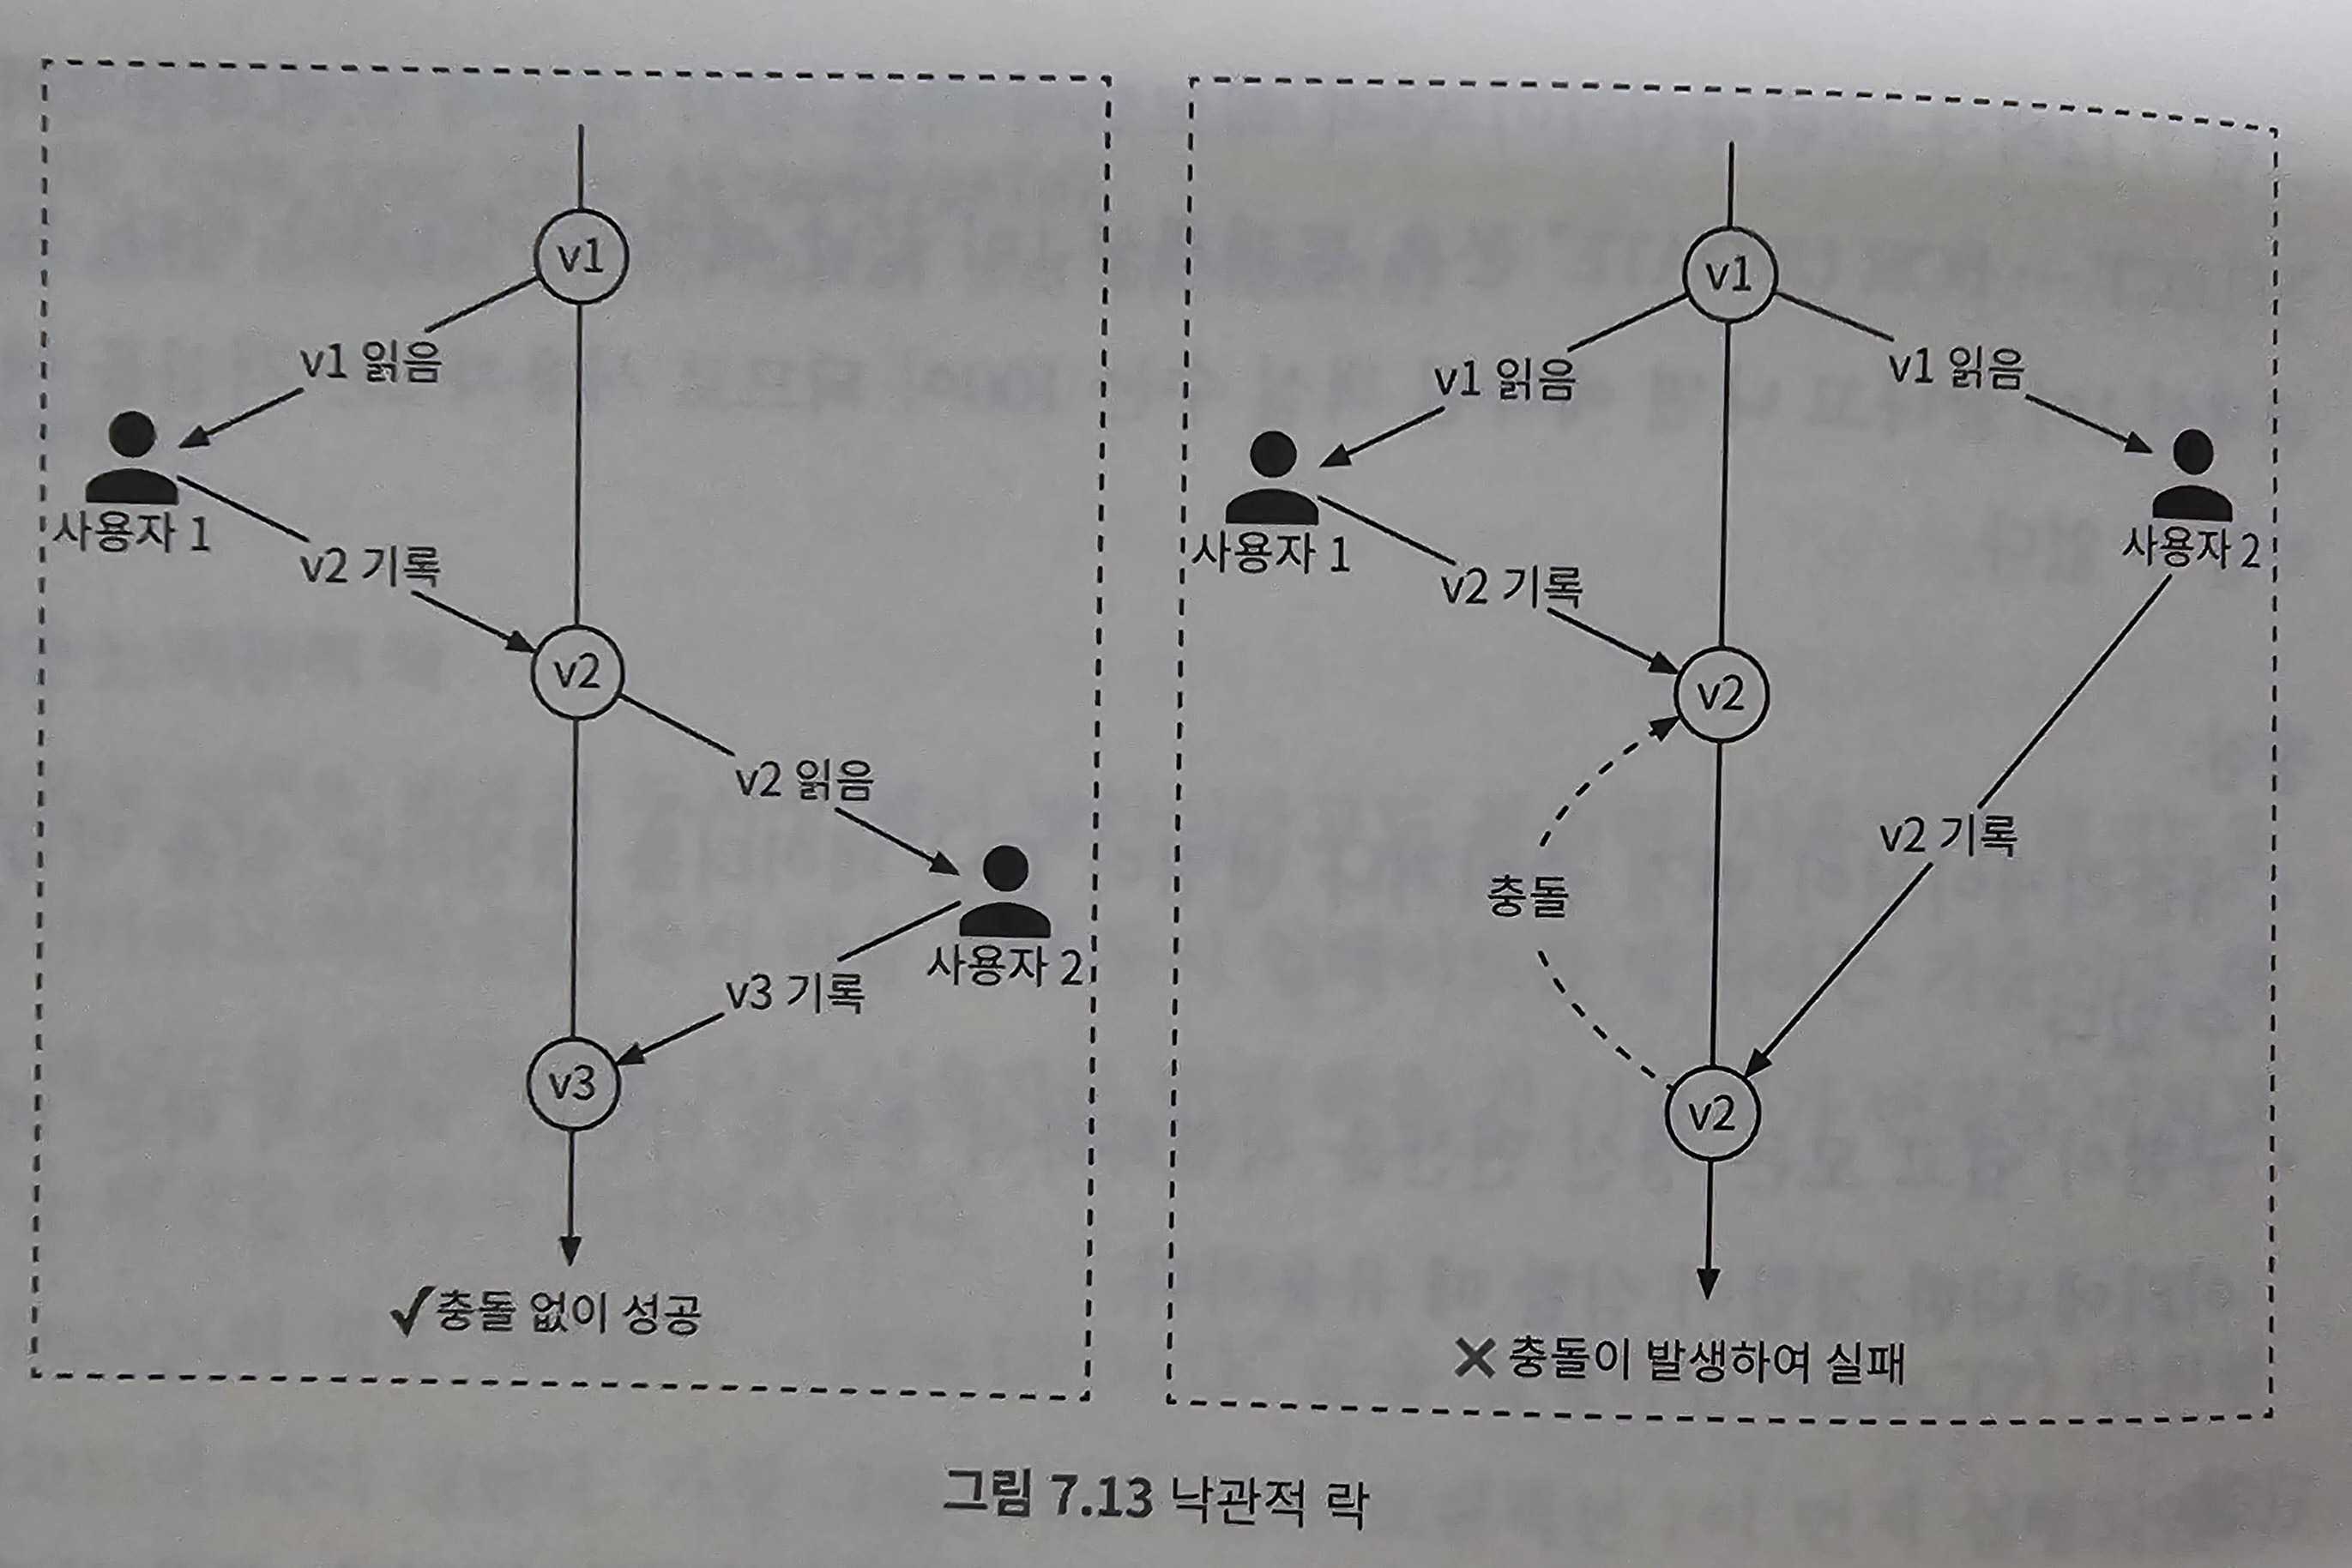 v1
v1 읽음
사용자 1
v2 기록
v2
v2 읽음
사용자 2
v3 기록
v3
✓충돌 없이 성공
v1
v1 읽음
v1 읽음
사용자 1
사용자 2
v2 기록
v2
v2 기록
충돌
v2
✕ 충돌이 발생하여 실패
그림 7.13 낙관적 락